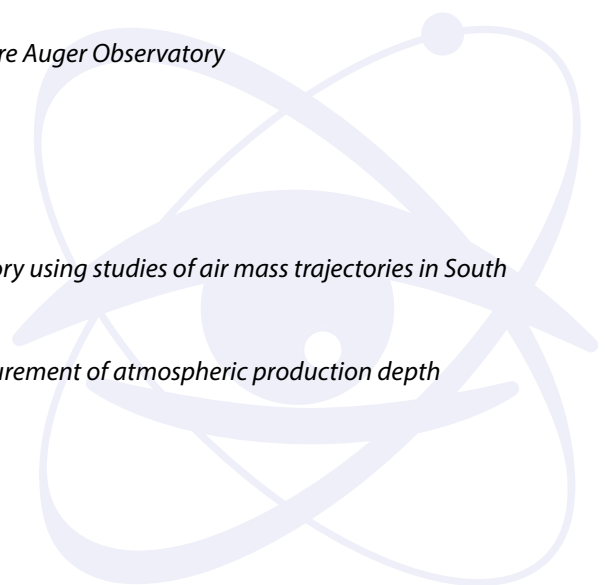 re Auger Observatory
ory using studies of air mass trajectories in South
urement of atmospheric production depth